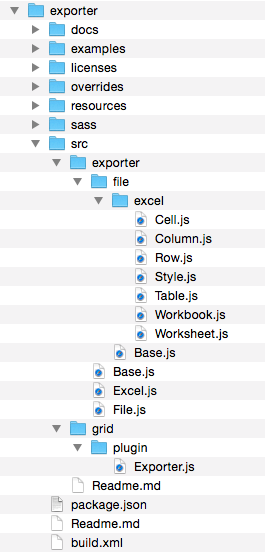 exporter
docs
examples
licenses
overrides
resources
sass
src
exporter
file
excel
Cell.js
Column.js
Row.js
Style.js
Table.js
Workbook.js
Worksheet.js
Base.js
Base.js
Excel.js
File.js
grid
plugin
Exporter.js
Readme.md
package.json
Readme.md
build.xml